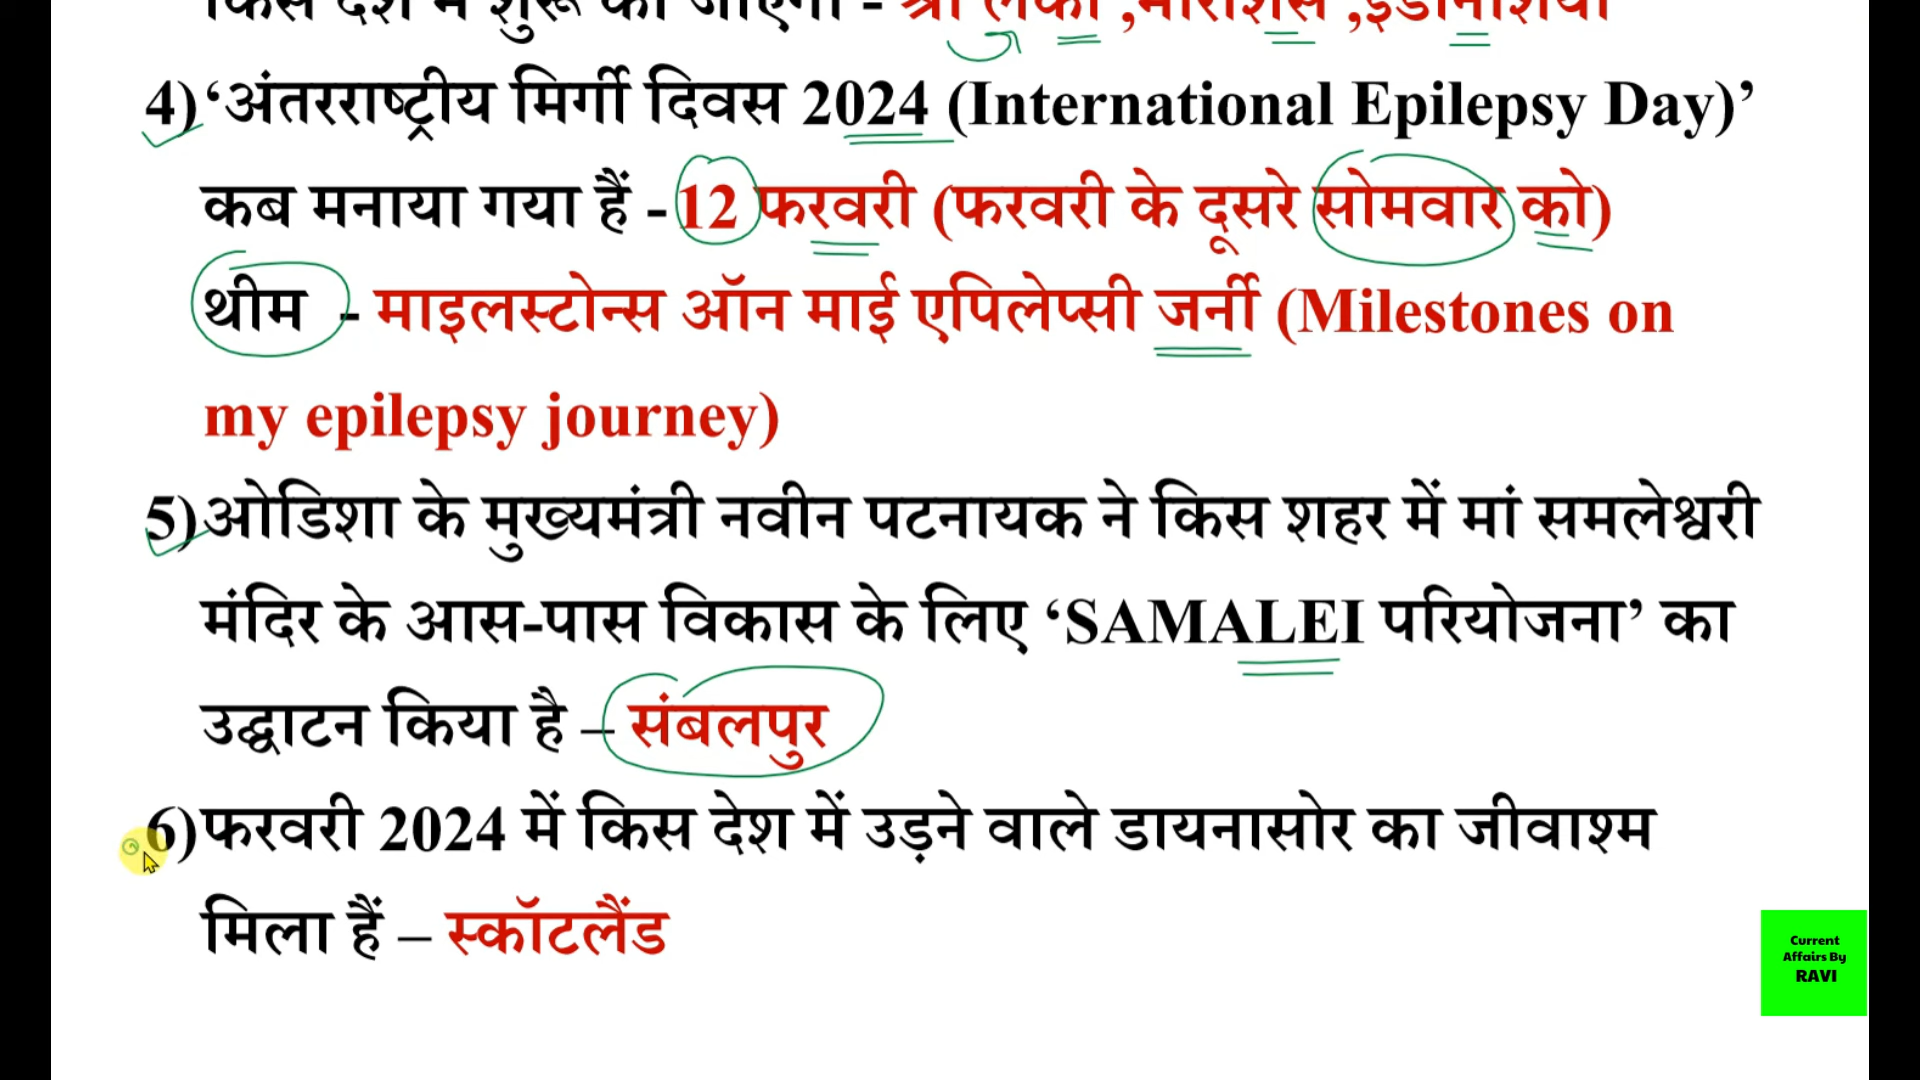 किस देश में शुरू की जाएगी - श्री लंका ,मॉरीशस ,इंडोनेशिया
4) ‘अंतरराष्ट्रीय मिर्गी दिवस 2024 (International Epilepsy Day)’
कब मनाया गया हैं - 12 फरवरी (फरवरी के दूसरे सोमवार को)
थीम - माइलस्टोन्स ऑन माई एपिलेप्सी जर्नी (Milestones on
my epilepsy journey)
5) ओडिशा के मुख्यमंत्री नवीन पटनायक ने किस शहर में मां समलेश्वरी
मंदिर के आस-पास विकास के लिए ‘SAMALEI परियोजना’ का
उद्घाटन किया है – संबलपुर
6) फरवरी 2024 में किस देश में उड़ने वाले डायनासोर का जीवाश्म
मिला हैं – स्कॉटलैंड
Current
Affairs By
RAVI